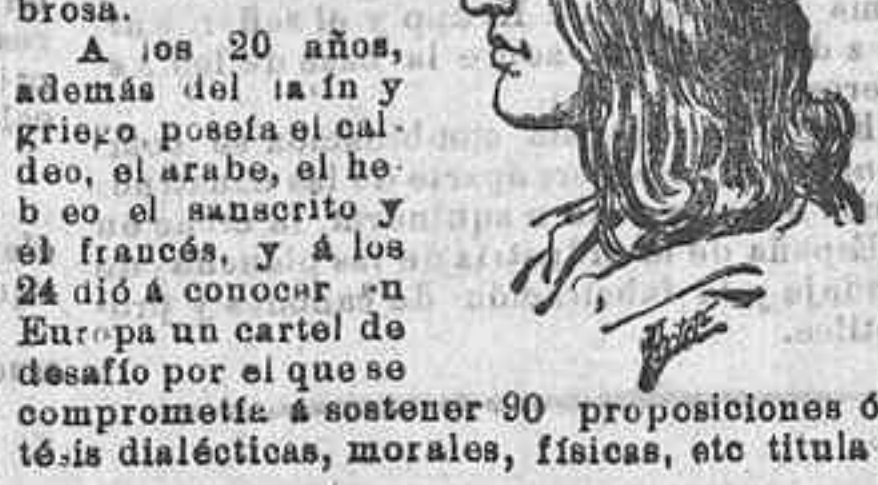 brosa.
A los 20 años,
además del latín y
griego poseía el cal-
deo, el arabe, el he-
breo el sanscrito y
el francés, y á los
24 dió á conocer en
Europa un cartel de
desafío por el que se
comprometía á sostener 90 proposiciones ó
tésis dialécticas, morales, físicas, etc titula